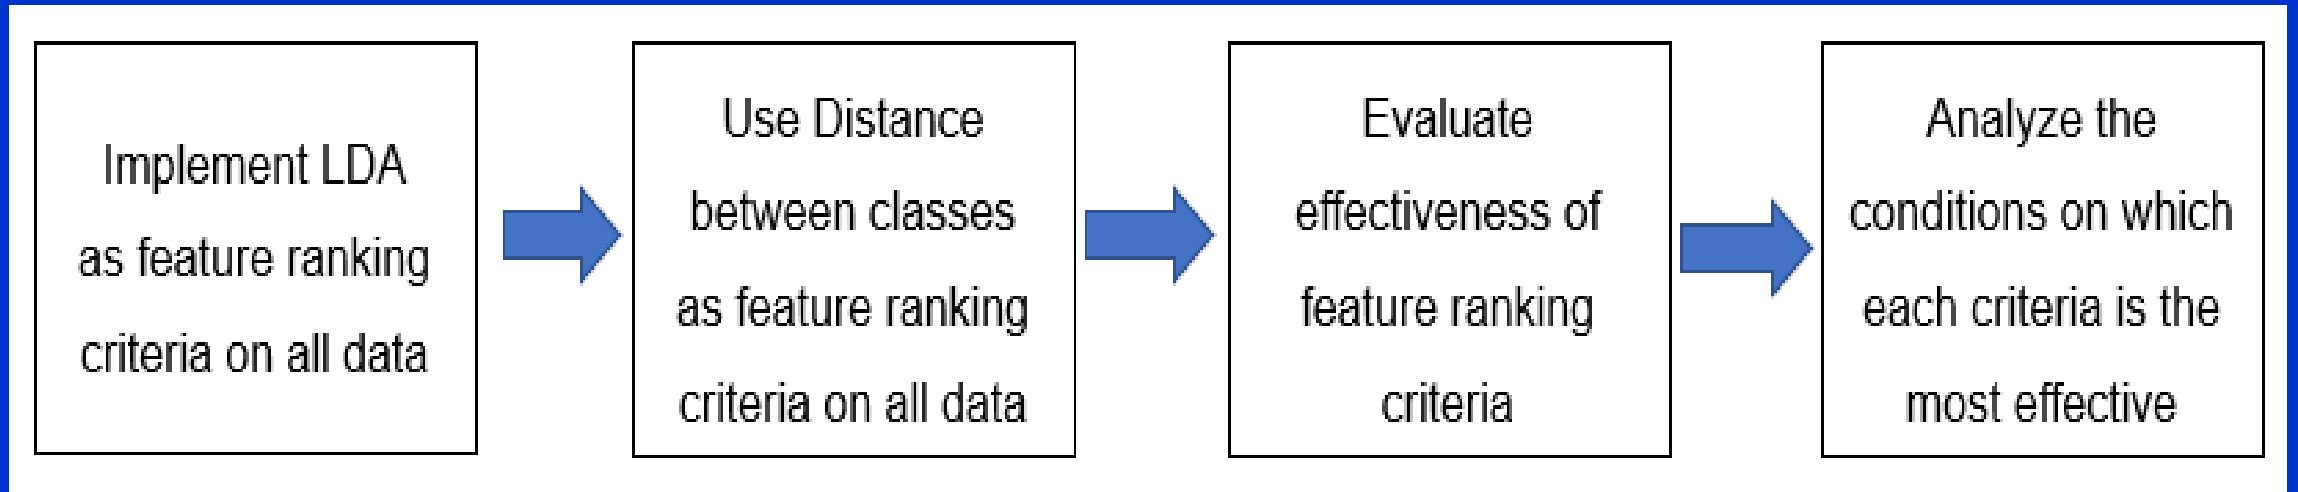 Implement LDA
as feature ranking
criteria on all data
Use Distance
between classes
as feature ranking
criteria on all data
Evaluate
effectiveness of
feature ranking
criteria
Analyze the
conditions on which
each criteria is the
most effective